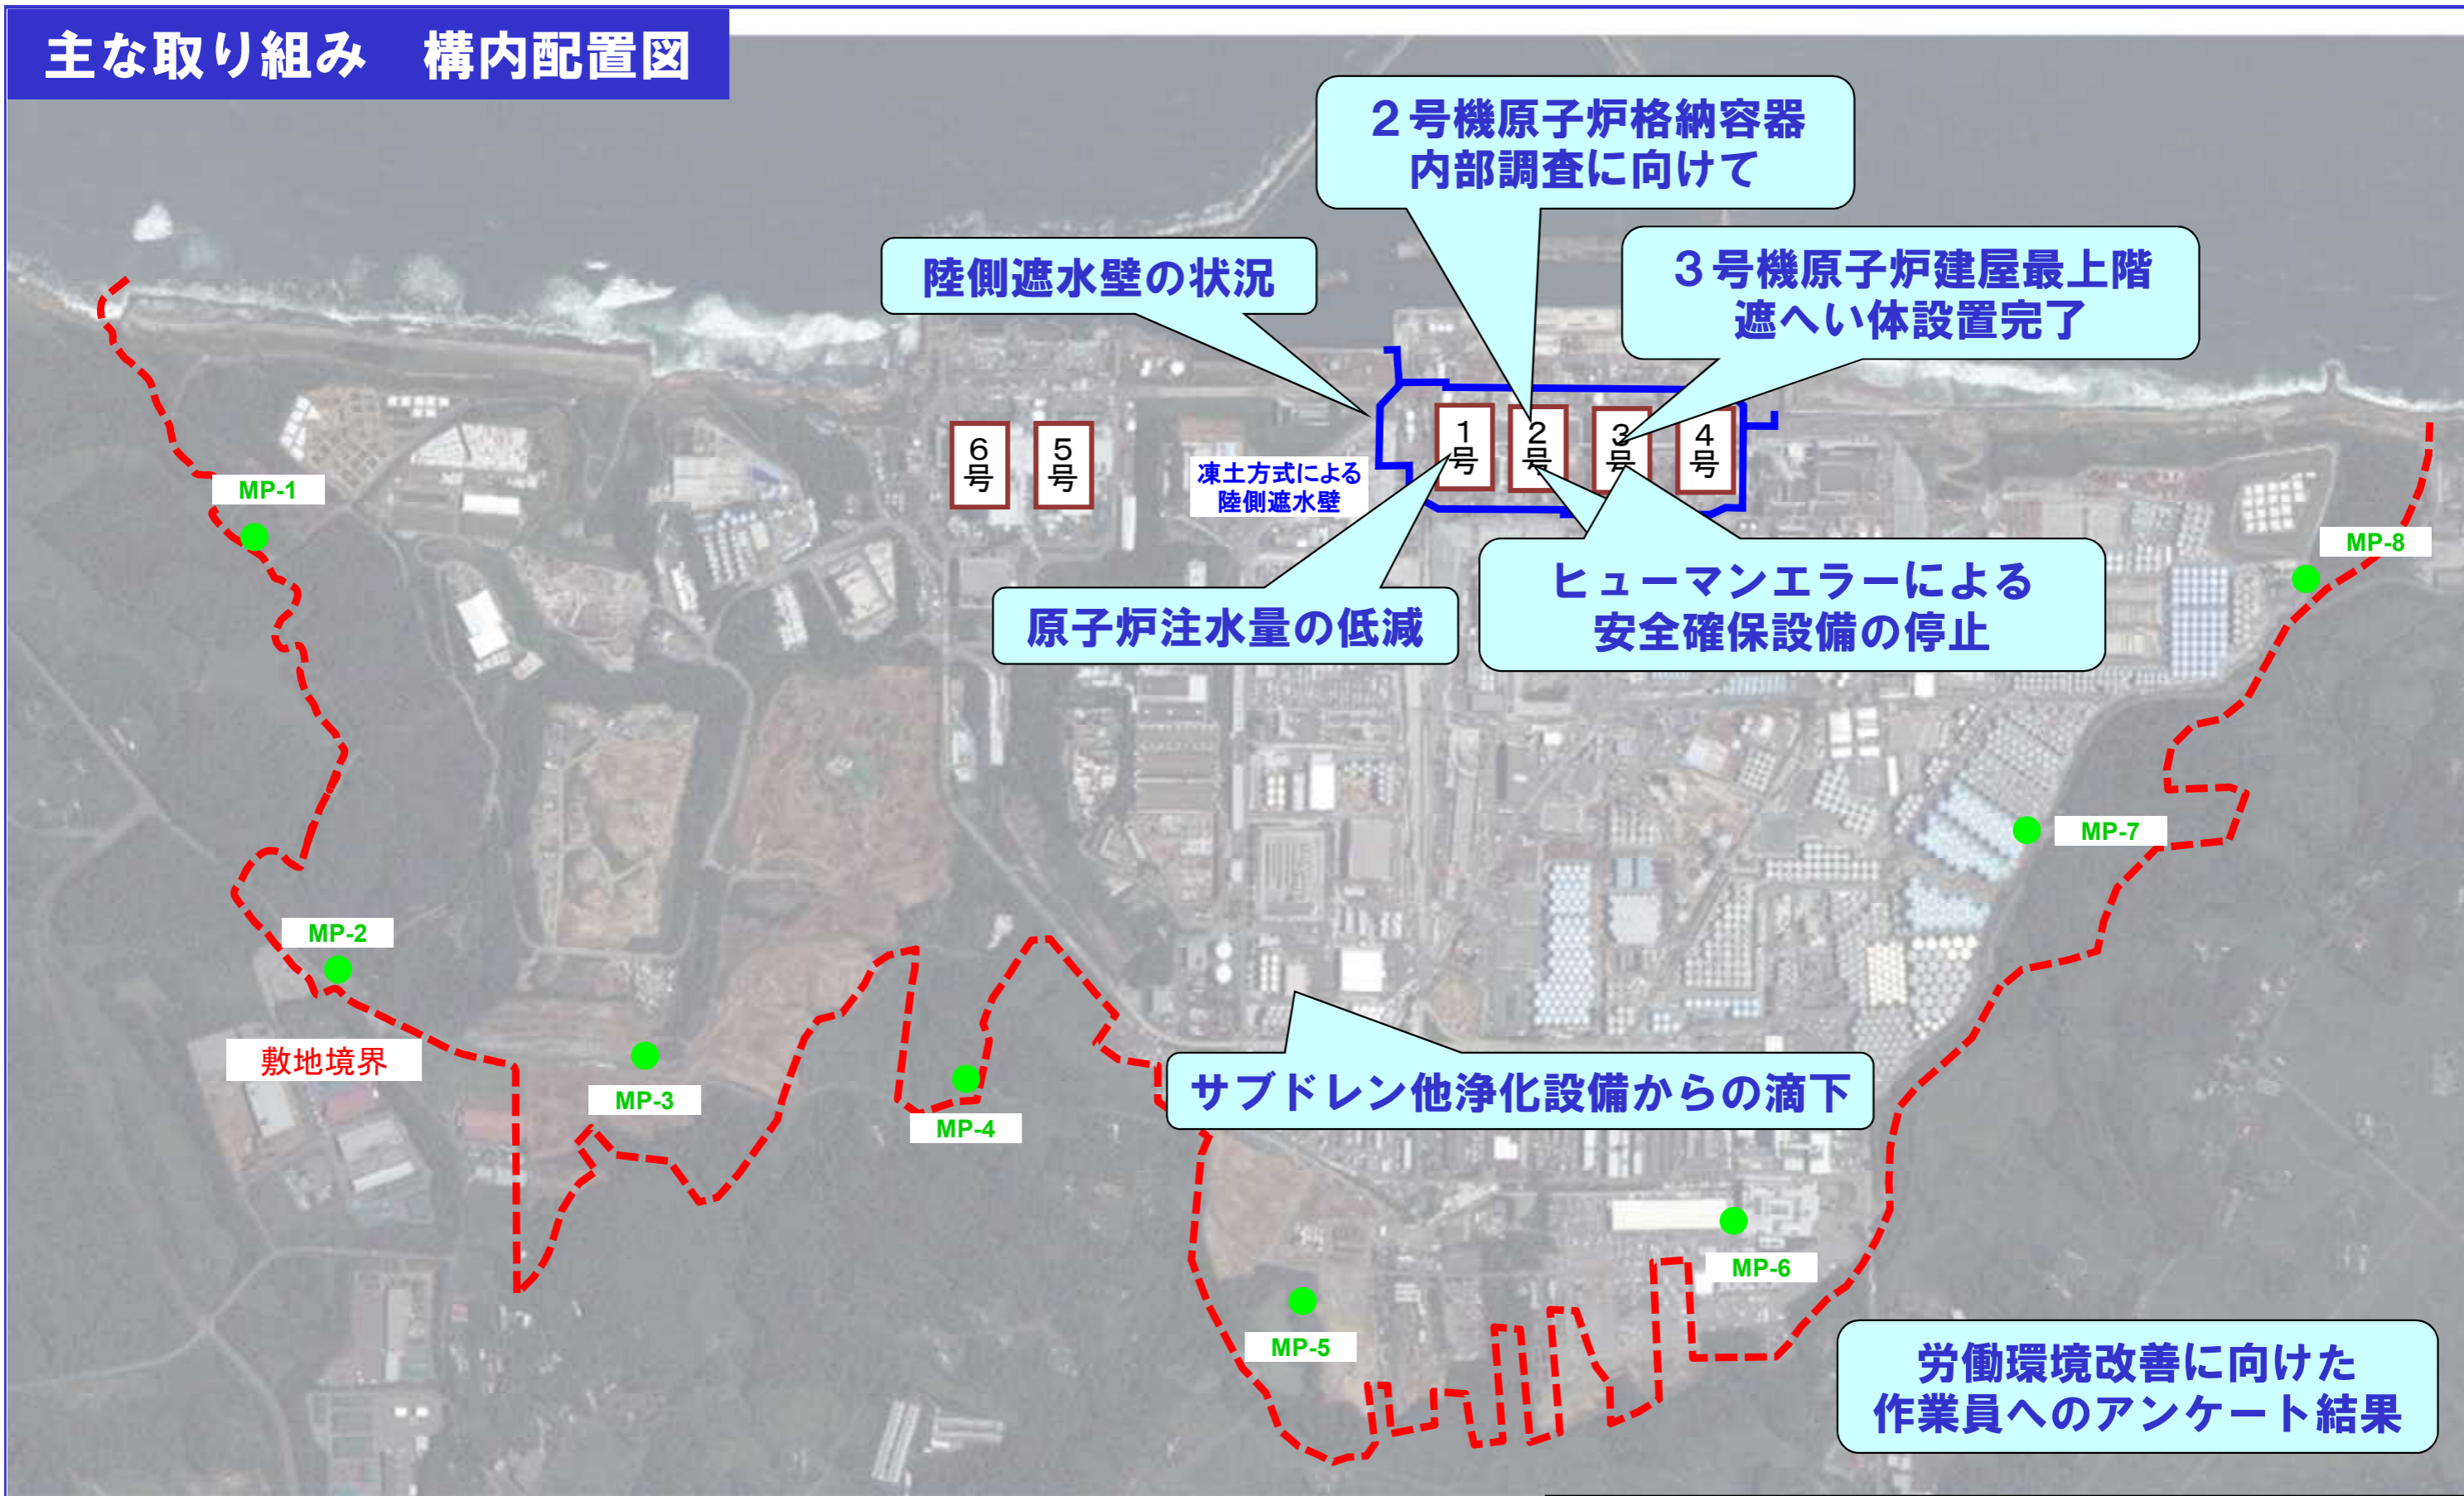 主な取り組み　構内配置図
２号機原子炉格納容器
内部調査に向けて
陸側遮水壁の状況
３号機原子炉建屋最上階
遮へい体設置完了
6号
5号
1号
2号
3号
4号
凍土方式による
陸側遮水壁
MP-1
MP-8
原子炉注水量の低減
ヒューマンエラーによる
安全確保設備の停止
MP-7
MP-2
敷地境界
MP-3
MP-4
サブドレン他浄化設備からの滴下
MP-6
MP-5
労働環境改善に向けた
作業員へのアンケート結果